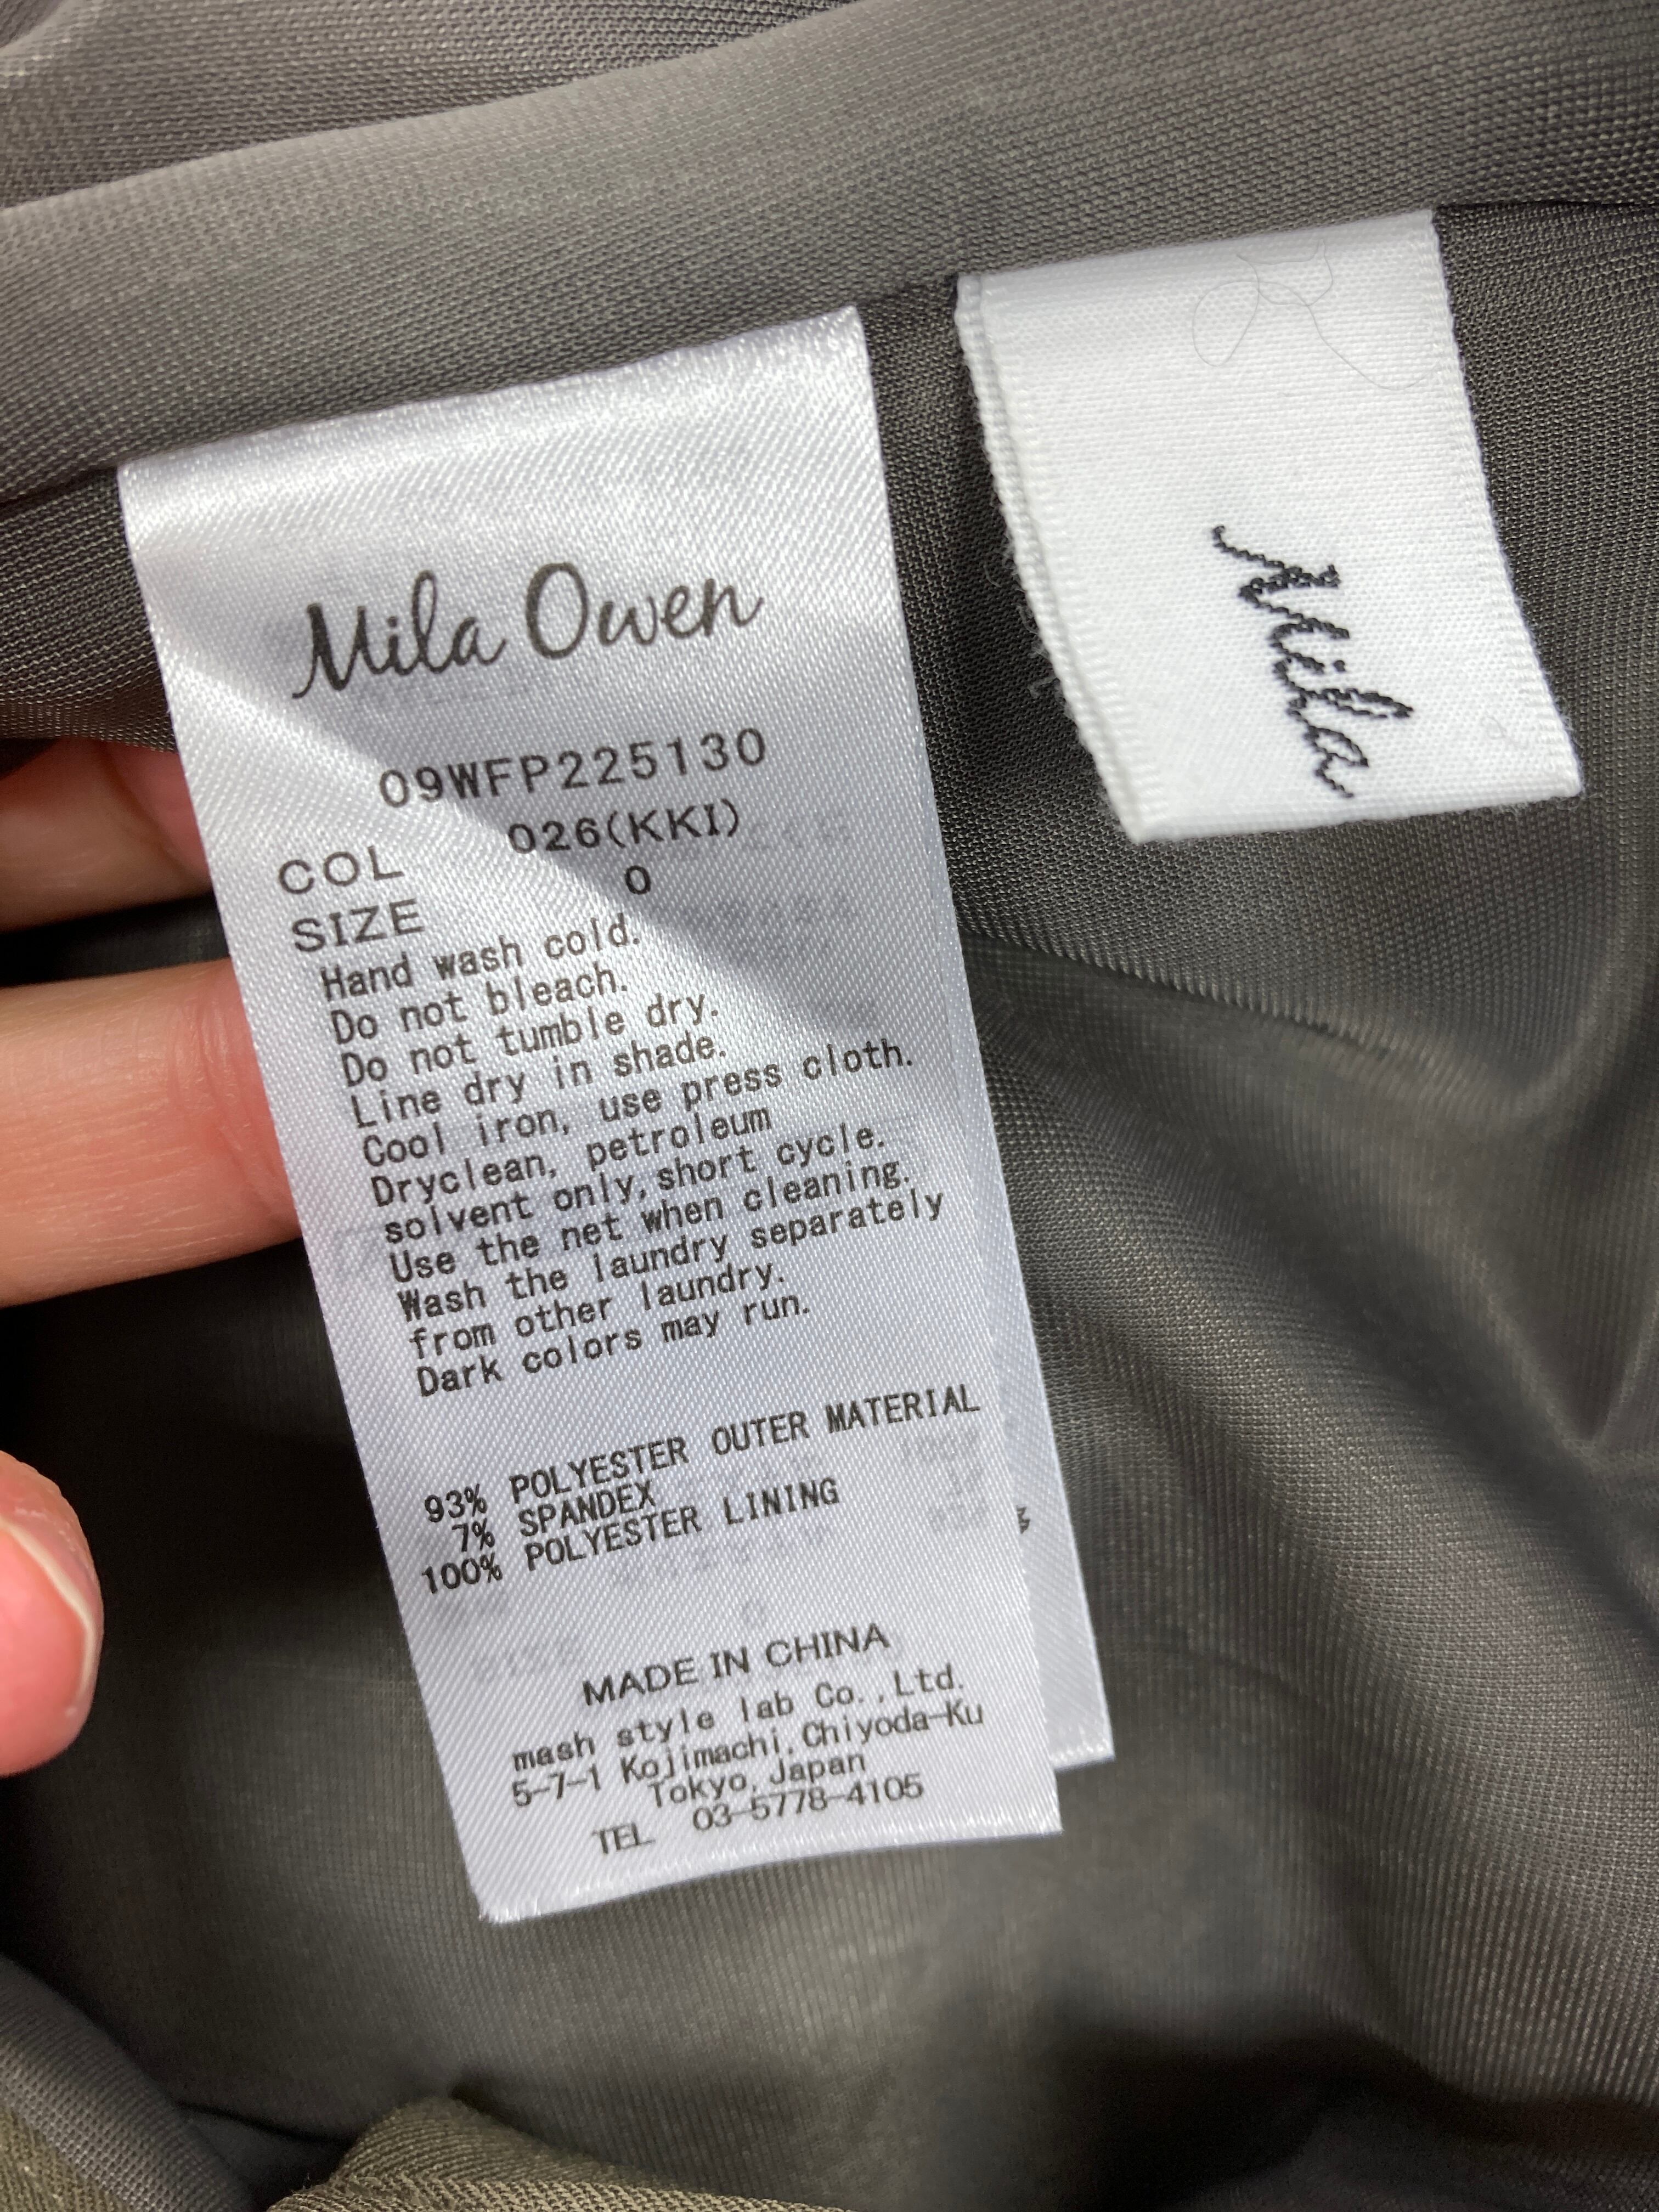 Mila Owen
09WFP225130
COL 026(KKI)
SIZE 0
Hand wash cold.
Do not bleach.
Do not tumble dry.
Line dry in shade.
Cool iron, use press cloth.
Dryclean, petroleum
solvent only, short cycle.
Use the net when cleaning.
Wash the laundry separately
from other laundry.
Dark colors may run.
93% POLYESTER OUTER MATERIAL
7% SPANDEX
100% POLYESTER LINING
MADE IN CHINA
mash style lab Co.,Ltd.
5-7-1 Kojimachi,Chiyoda-Ku
Tokyo,Japan
TEL 03-5778-4105
Mila